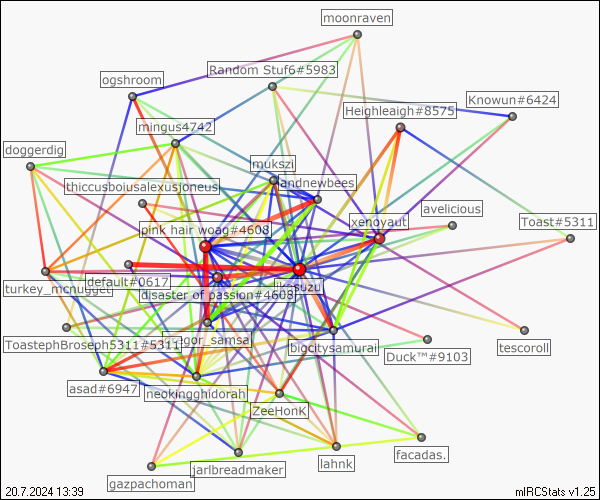 moonraven
Random Stuf6#5983
ogshroom
Knowun#6424
Heighleaigh#8575
mingus4742
doggerdig
mukszi
landnewbees
thiccusboiusalexusjoneus
avelicious
xenoyaut
Toast#5311
pink hair woag#4608
default#0617
turkey_mcnugget
ikasuzu
disaster of passion#4608
ToastephBroseph5311#5311
gregor_samsa
bigcitysamurai
Duck™#9103
tescoroll
asad#6947
neokingghidorah
ZeeHonK
facadas.
lahnk
jarlbreadmaker
gazpachoman
20.7.2024 13:39
mIRCStats v1.25